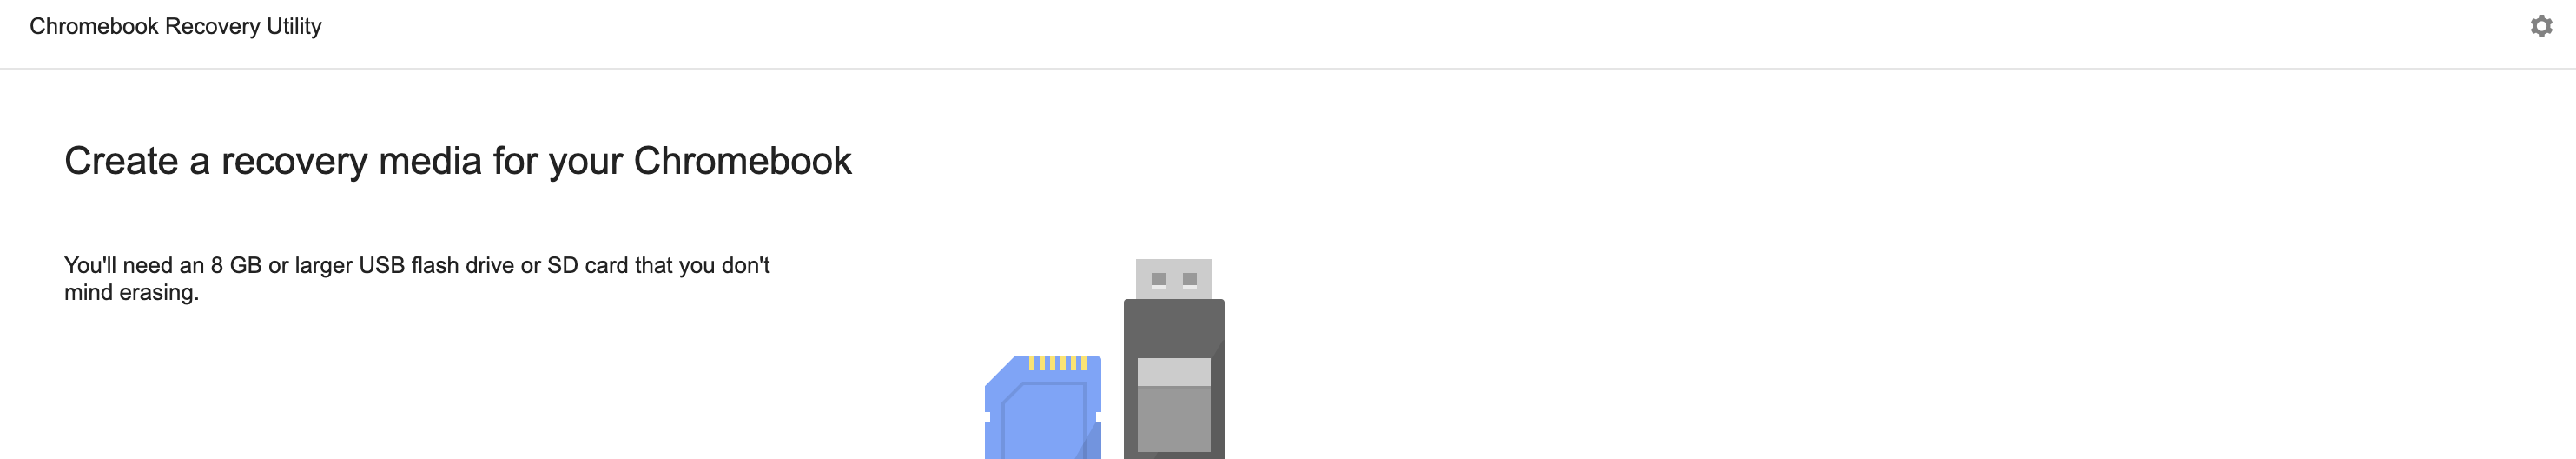 Chromebook Recovery Utility
Create a recovery media for your Chromebook
You'll need an 8 GB or larger USB flash drive or SD card that you don't
mind erasing.